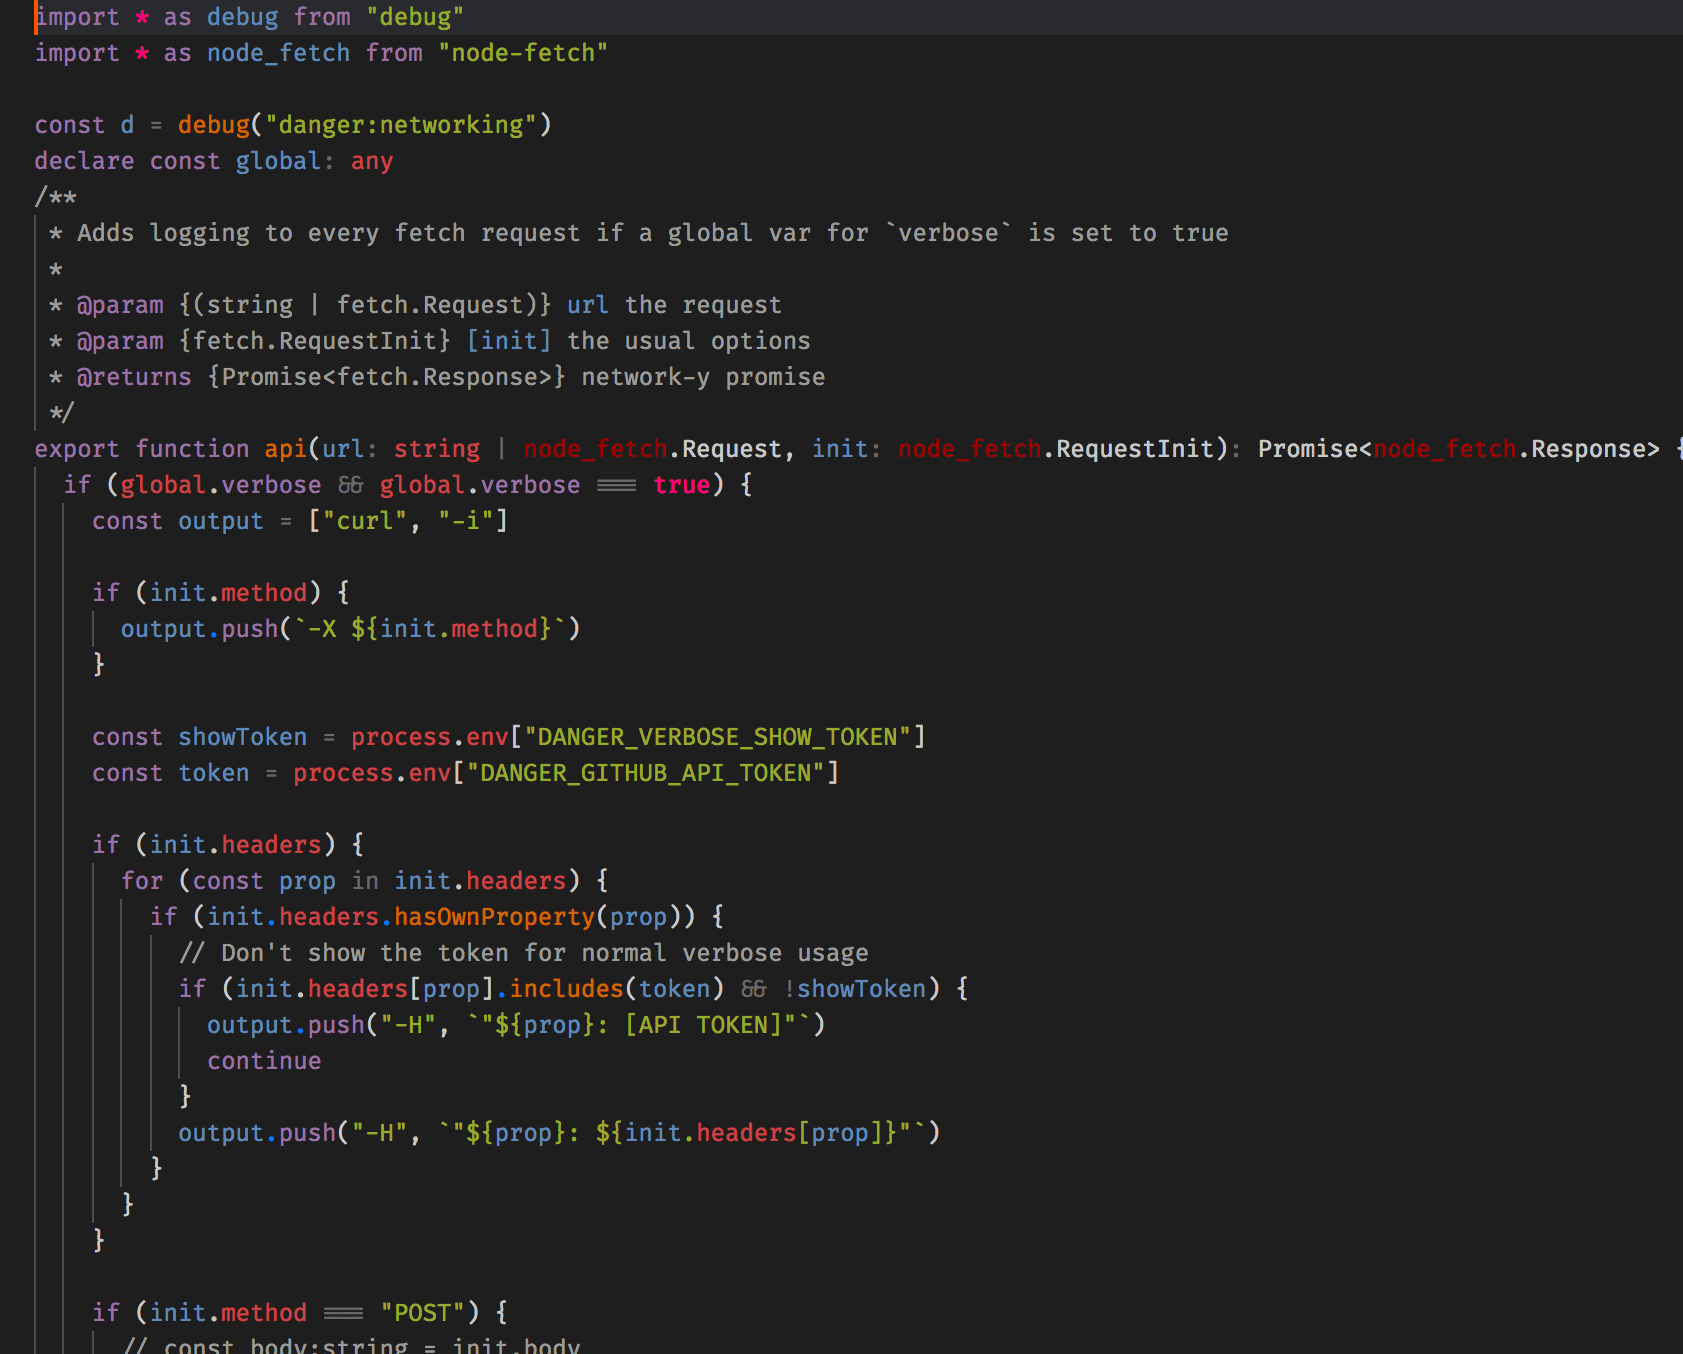 import * as debug from "debug"
import * as node_fetch from "node-fetch"
const d = debug("danger:networking")
declare const global: any
/**
* Adds logging to every fetch request if a global var for `verbose` is set to true
*
* @param {(string | fetch.Request)} url the request
* @param {fetch.RequestInit} [init] the usual options
* @returns {Promise<fetch.Response>} network-y promise
*/
export function api(url: string | node_fetch.Request, init: node_fetch.RequestInit): Promise<node_fetch.Response> {
if (global.verbose && global.verbose === true) {
const output = ["curl", "-i"]
if (init.method) {
output.push(`-X ${init.method}`)
}
const showToken = process.env["DANGER_VERBOSE_SHOW_TOKEN"]
const token = process.env["DANGER_GITHUB_API_TOKEN"]
if (init.headers) {
for (const prop in init.headers) {
if (init.headers.hasOwnProperty(prop)) {
// Don't show the token for normal verbose usage
if (init.headers[prop].includes(token) && !showToken) {
output.push("-H", `"${prop}: [API TOKEN]"`)
continue
}
output.push("-H", `"${prop}: ${init.headers[prop]}"`)
}
}
}
if (init.method === "POST") {
// const body:string = init.body